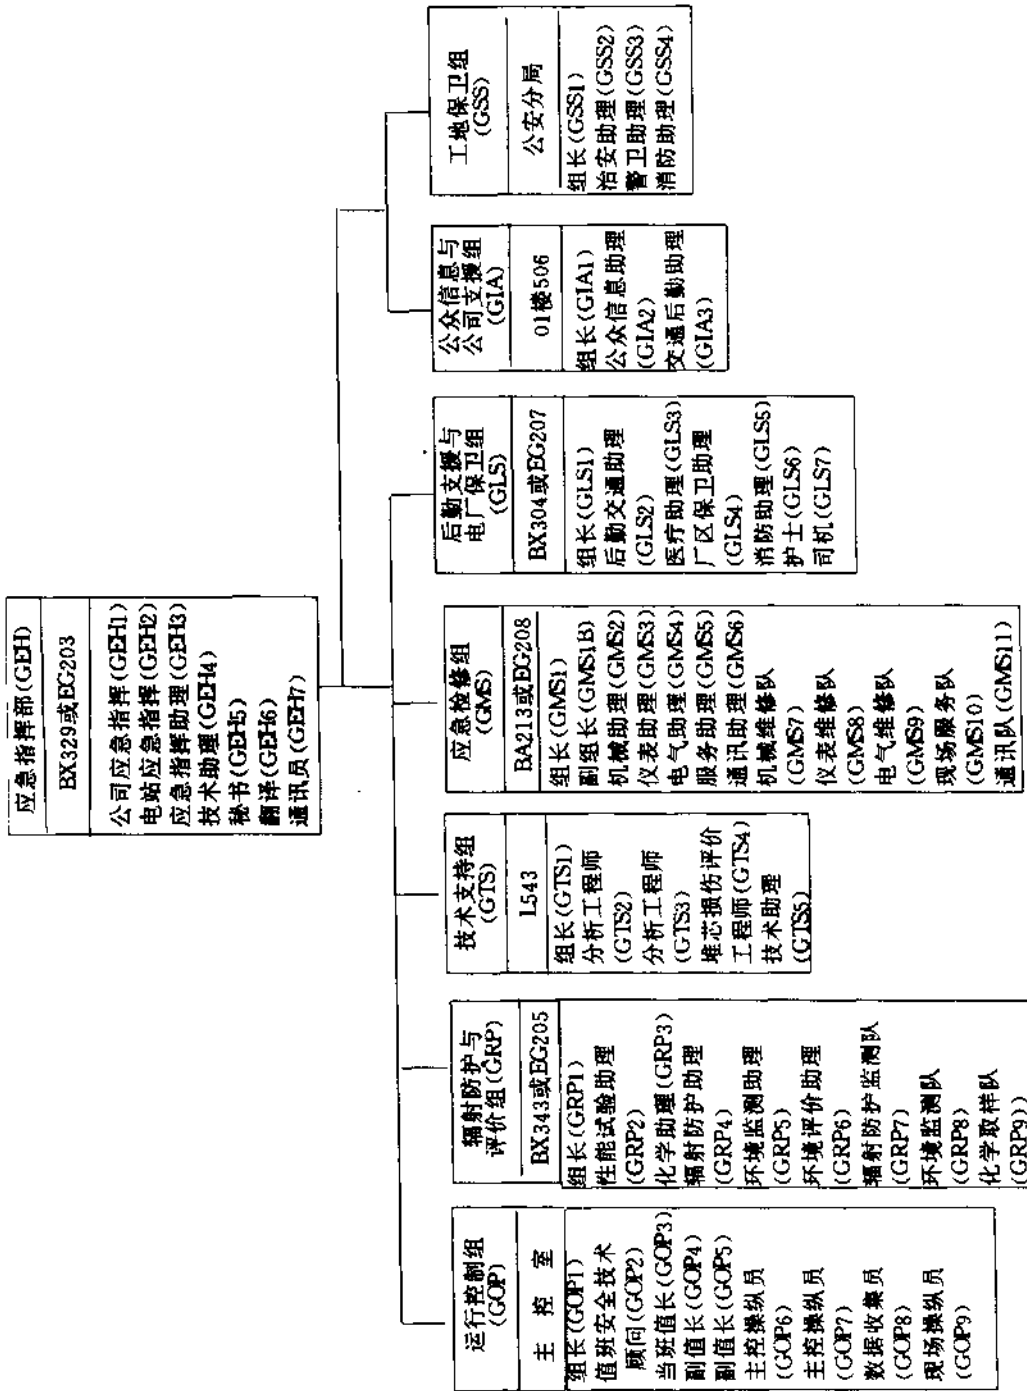 应急指挥部(GEH)
BX329或EG203
公司应急指挥(GEH1)
电站应急指挥(GEH2)
应急指挥助理(GEH3)
技术助理(GEH4)
秘书(GEH5)
翻译(GEH6)
通讯员(GEH7)
运行控制组
(GOP)
主 控 室
组长(GOP1)
值班安全技术
顾问(GOP2)
当班值长(GOP3)
副值长(GOP4)
副值长(GOP5)
主控操纵员
(GOP6)
主控操纵员
(GOP7)
数据收集员
(GOP8)
现场操纵员
(GOP9)
辐射防护与
评价组(GRP)
BX343或EG205
组长(GRP1)
性能试验助理
(GRP2)
化学助理(GRP3)
辐射防护助理
(GRP4)
环境监测助理
(GRP5)
环境评价助理
(GRP6)
辐射防护监测队
(GRP7)
环境监测队
(GRP8)
化学取样队
(GRP9))
技术支持组
(GTS)
L543
组长(GTS1)
分析工程师
(GTS2)
分析工程师
(GTS3)
堆芯损伤评价
工程师(GTS4)
技术助理
(GTS5)
应急检修组
(GMS)
BA213或EG208
组长(GMS1)
副组长(GMS1B)
机械助理(GMS2)
仪表助理(GMS3)
电气助理(GMS4)
服务助理(GMS5)
通讯助理(GMS6)
机械维修队
(GMS7)
仪表维修队
(GMS8)
电气维修队
(GMS9)
现场服务队
(GMS10)
通讯队(GMS11)
后勤支援与
电厂保卫组
(GLS)
BX304或EG207
组长(GLS1)
后勤交通助理
(GLS2)
医疗助理(GLS3)
厂区保卫助理
(GLS4)
消防助理(GLS5)
护士(GLS6)
司机(GLS7)
公众信息与
公司支援组
(GIA)
01楼506
组长(GIA1)
公众信息助理
(GIA2)
交通后勤助理
(GIA3)
工地保卫组
(GSS)
公安分局
组长(GSS1)
治安助理(GSS2)
警卫助理(GSS3)
消防助理(GSS4)